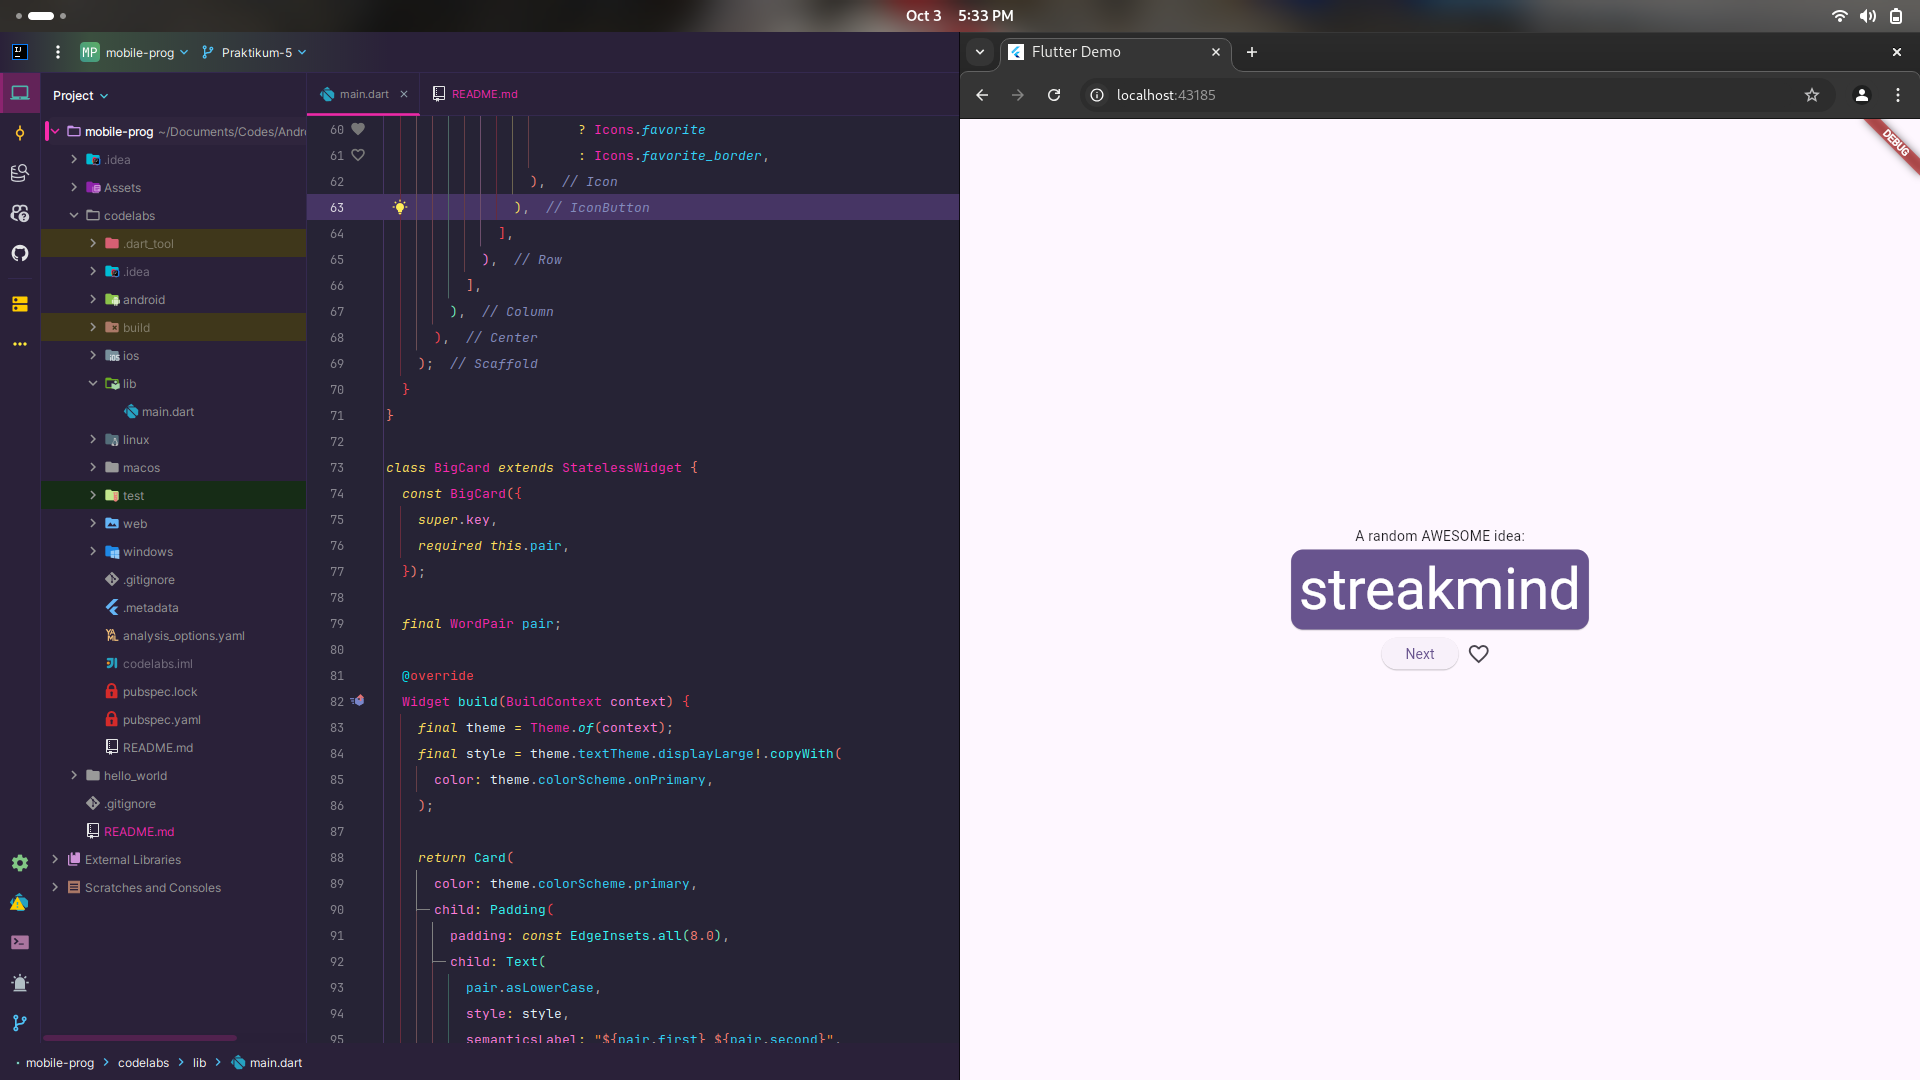 Oct 3 5:33 PM
MP mobile-prog Praktikum-5
Project
mobile-prog ~/Documents/Codes/Andr
.idea
Assets
codelabs
.dart_tool
.idea
android
build
ios
lib
main.dart
linux
macos
test
web
windows
.gitignore
.metadata
analysis_options.yaml
codelabs.iml
pubspec.lock
pubspec.yaml
README.md
hello_world
.gitignore
README.md
External Libraries
Scratches and Consoles
main.dart README.md
60 ? Icons.favorite
61 : Icons.favorite_border,
62 ), // Icon
63 ), // IconButton
64 ],
65 ), // Row
66 ],
67 ), // Column
68 ), // Center
69 ); // Scaffold
70 }
71 }
72
73 class BigCard extends StatelessWidget {
74 const BigCard({
75 super.key,
76 required this.pair,
77 });
78
79 final WordPair pair;
80
81 @override
82 Widget build(BuildContext context) {
83 final theme = Theme.of(context);
84 final style = theme.textTheme.displayLarge!.copyWith(
85 color: theme.colorScheme.onPrimary,
86 );
87
88 return Card(
89 color: theme.colorScheme.primary,
90 child: Padding(
91 padding: const EdgeInsets.all(8.0),
92 child: Text(
93 pair.asLowerCase,
94 style: style,
95 semanticsLabel: "${pair.first} ${pair.second}",
mobile-prog > codelabs > lib > main.dart
Flutter Demo
localhost:43185
DEBUG
A random AWESOME idea:
streakmind
Next